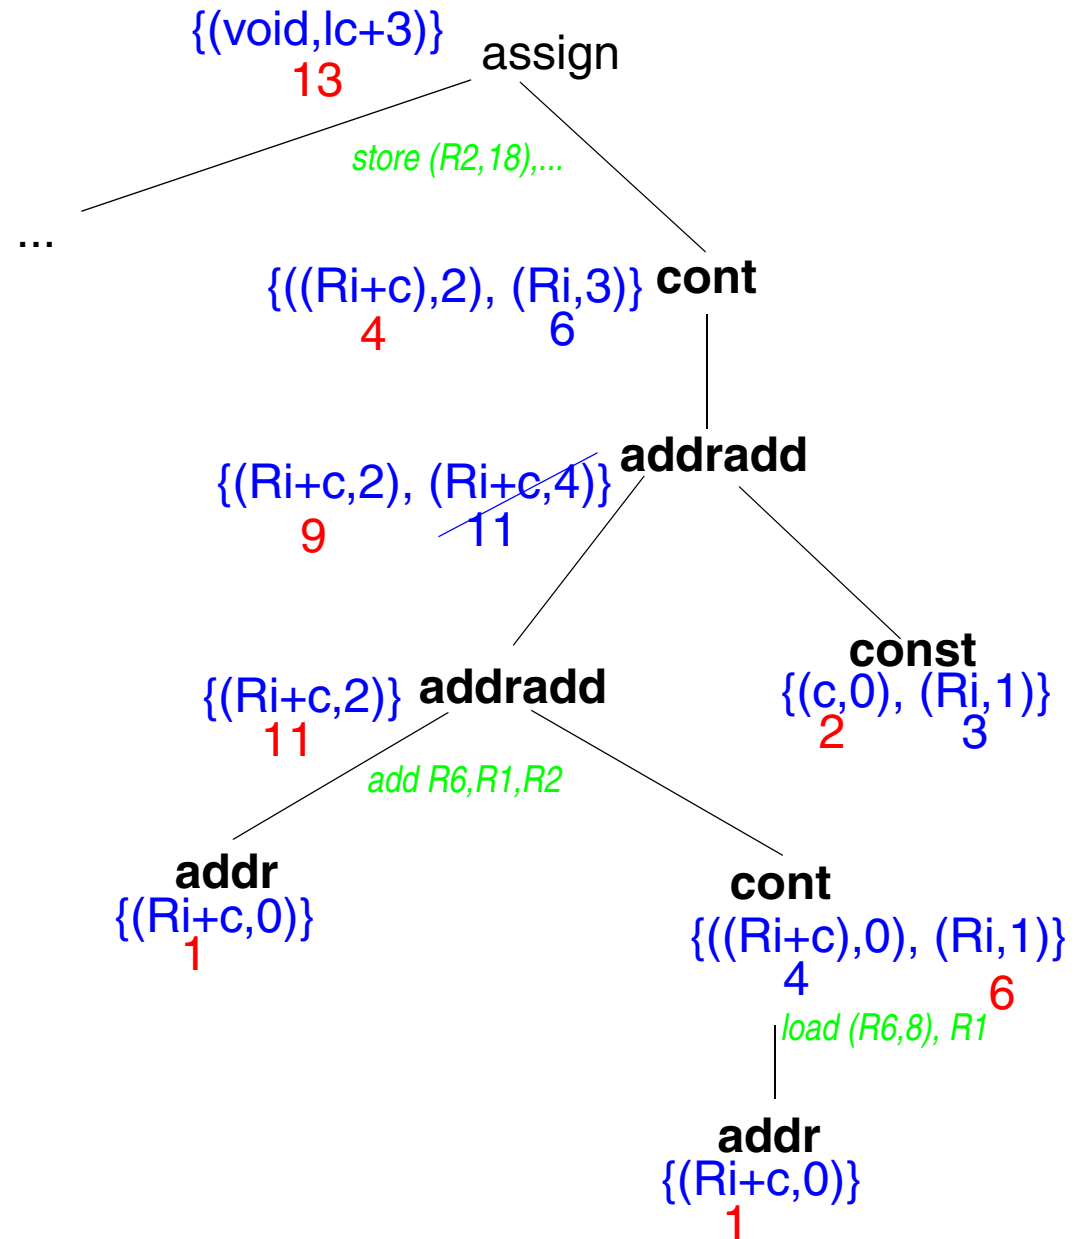 {(void,lc+3)} assign
13
store (R2,18),...
...
{((Ri+c),2), (Ri,3)} cont
4 6
addradd
{(Ri+c,2), (Ri+c,4)}
9 11
const
{(Ri+c,2)} addradd {(c,0), (Ri,1)}
11 2 3
add R6,R1,R2
addr cont
{(Ri+c,0)} {((Ri+c),0), (Ri,1)}
1 4 6
load (R6,8), R1
addr
{(Ri+c,0)}
1